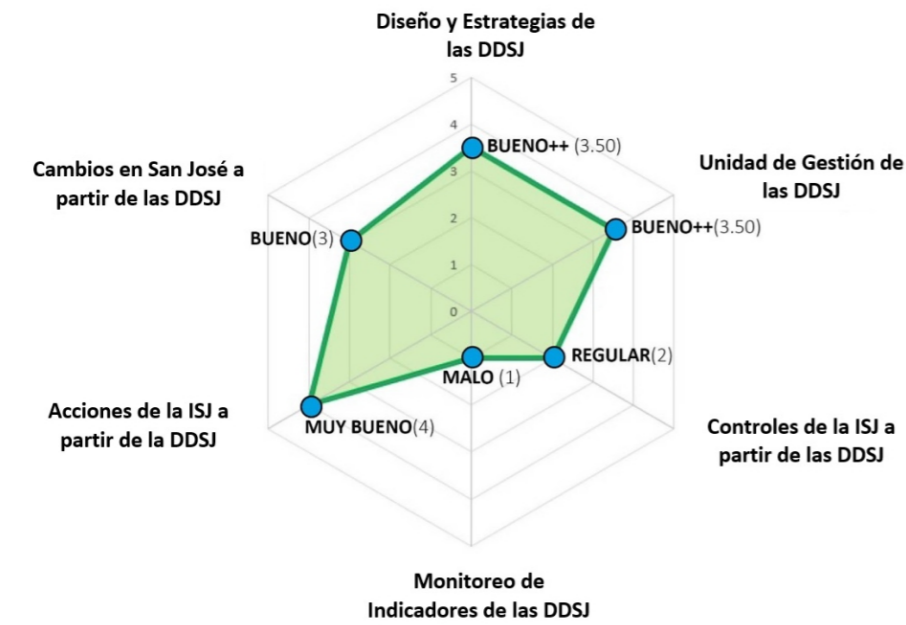 Diseño y Estrategias de
las DDSJ
5
4
BUENO++ (3.50)
3
Cambios en San José a
partir de las DDSJ
Unidad de Gestión de
las DDSJ
2
BUENO++(3.50)
BUENO(3)
1
0
REGULAR(2)
MALO (1)
Acciones de la ISJ a
partir de la DDSJ
MUY BUENO(4)
Controles de la ISJ a
partir de las DDSJ
Monitoreo de
Indicadores de las DDSJ